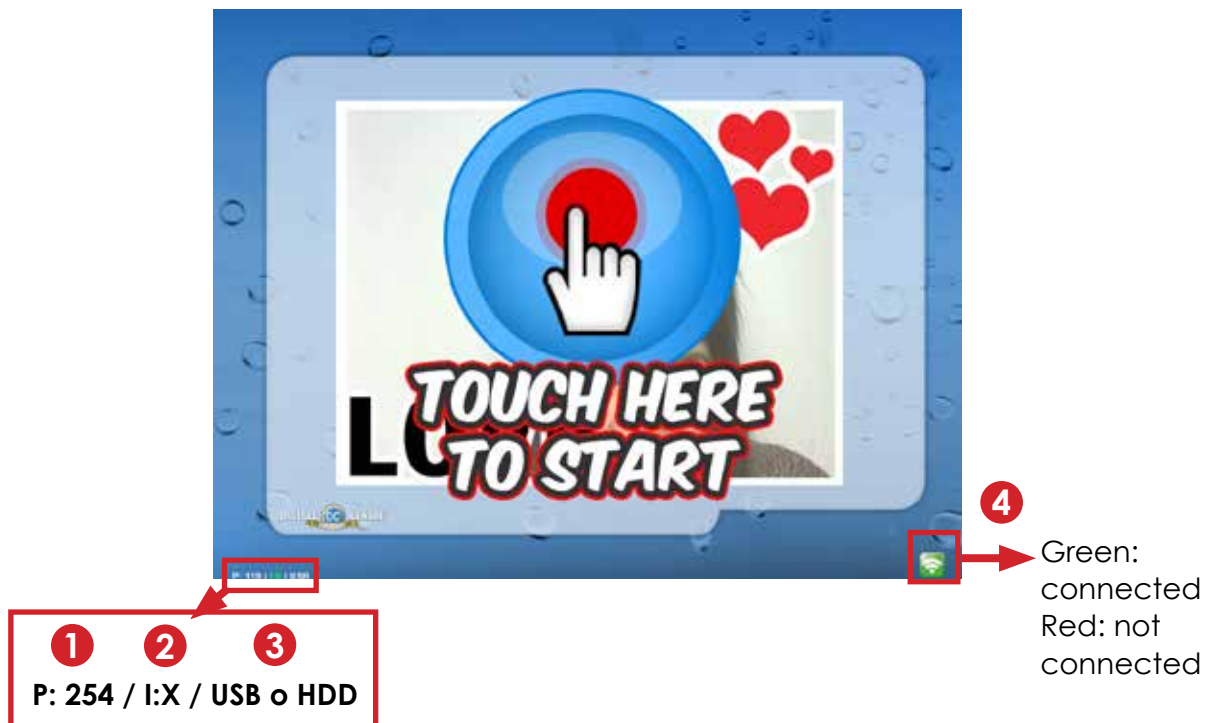 LO
TOUCH HERE
TO START
4
Green:
connected
Red: not
connected
1 2 3
P: 254 / I:X / USB o HDD